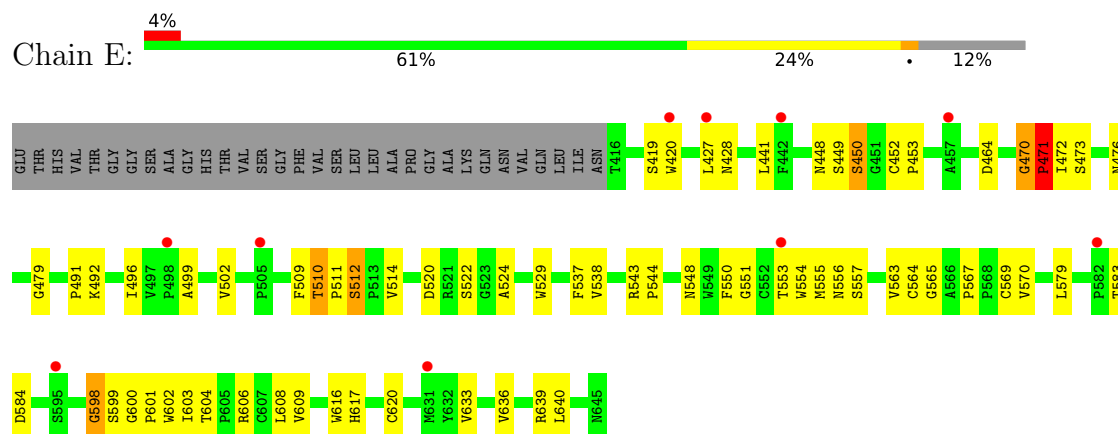 4%
Chain E:
61% 24% • 12%
GLU THR HIS VAL THR GLY GLY SER ALA GLY HIS THR VAL SER GLY PHE VAL SER LEU LEU ALA PRO GLY ALA LYS GLN ASN VAL GLN LEU ILE ASN T416 S419 W420 L427 N428 L441 F442 N448 S449 S450 G451 C452 P453 A457 D464 G470 P471 I472 S473 N476
G479 P491 K492 I496 V497 P498 A499 V502 P505 F509 T510 P511 S512 P513 V514 D520 R521 S522 G523 A524 W529 F537 V538 R543 P544 N548 W549 F550 G551 C552 T553 W554 M555 N556 S557 V563 C564 G565 A566 P567 P568 C569 V570 L579 P582 T583
D584 S595 G598 S599 G600 P601 W602 I603 T604 P605 R606 C607 L608 V609 W616 H617 C620 M631 Y632 V633 V636 R639 L640 N645